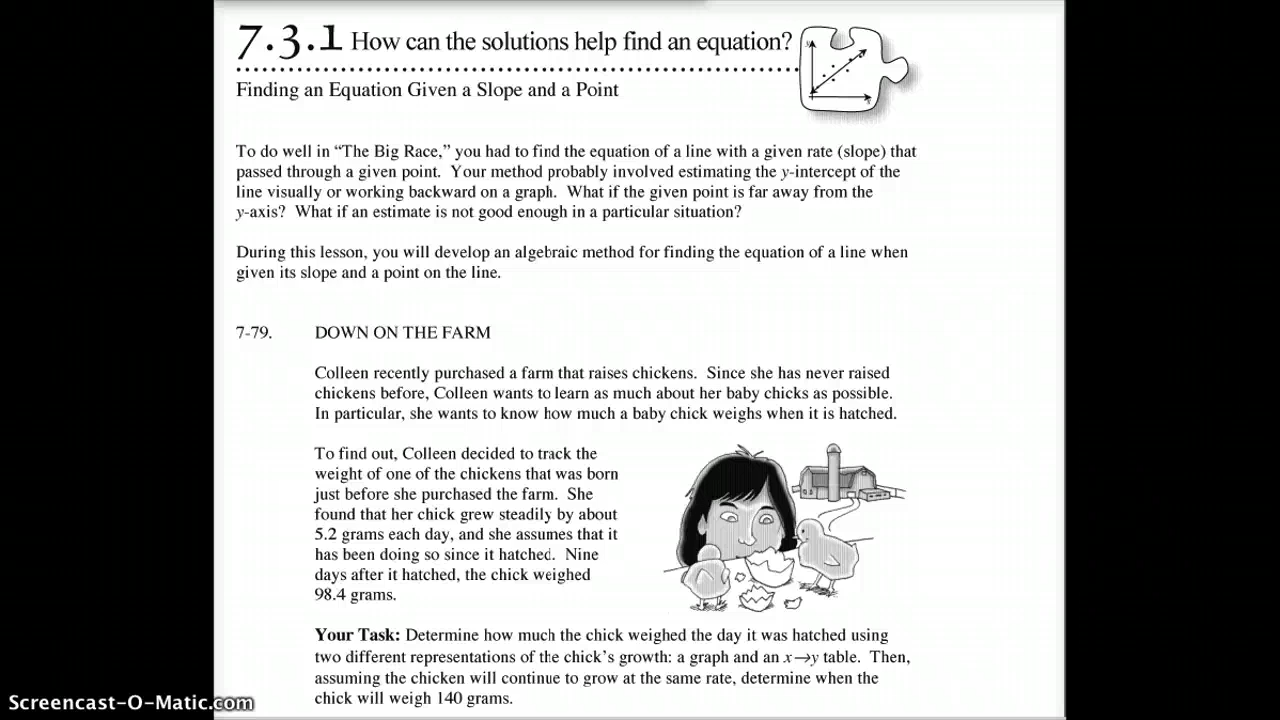 7.3.1 How can the solutions help find an equation?
Finding an Equation Given a Slope and a Point
To do well in “The Big Race,” you had to find the equation of a line with a given rate (slope) that
passed through a given point. Your method probably involved estimating the y-intercept of the
line visually or working backward on a graph. What if the given point is far away from the
y-axis? What if an estimate is not good enough in a particular situation?
During this lesson, you will develop an algebraic method for finding the equation of a line when
given its slope and a point on the line.
7-79. DOWN ON THE FARM
Colleen recently purchased a farm that raises chickens. Since she has never raised
chickens before, Colleen wants to learn as much about her baby chicks as possible.
In particular, she wants to know how much a baby chick weighs when it is hatched.
To find out, Colleen decided to track the
weight of one of the chickens that was born
just before she purchased the farm. She
found that her chick grew steadily by about
5.2 grams each day, and she assumes that it
has been doing so since it hatched. Nine
days after it hatched, the chick weighed
98.4 grams.
Your Task: Determine how much the chick weighed the day it was hatched using
two different representations of the chick’s growth: a graph and an x→y table. Then,
assuming the chicken will continue to grow at the same rate, determine when the
chick will weigh 140 grams.
Screencast-O-Matic.com